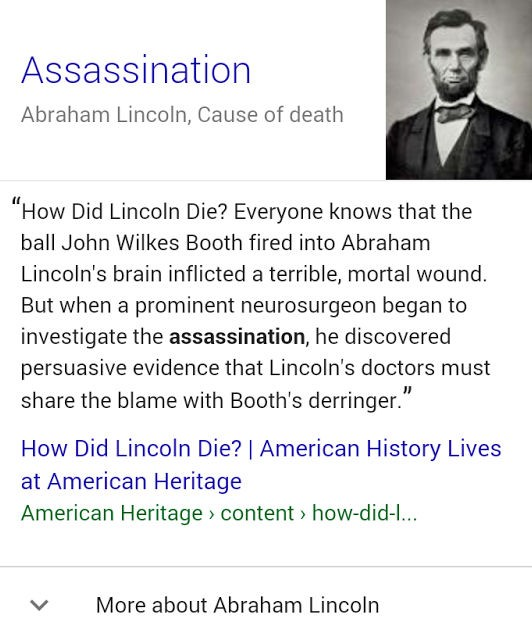 Assassination
Abraham Lincoln, Cause of death
“How Did Lincoln Die? Everyone knows that the
ball John Wilkes Booth fired into Abraham
Lincoln's brain inflicted a terrible, mortal wound.
But when a prominent neurosurgeon began to
investigate the assassination, he discovered
persuasive evidence that Lincoln's doctors must
share the blame with Booth's derringer.”
How Did Lincoln Die? | American History Lives
at American Heritage
American Heritage › content › how-did-l...
More about Abraham Lincoln